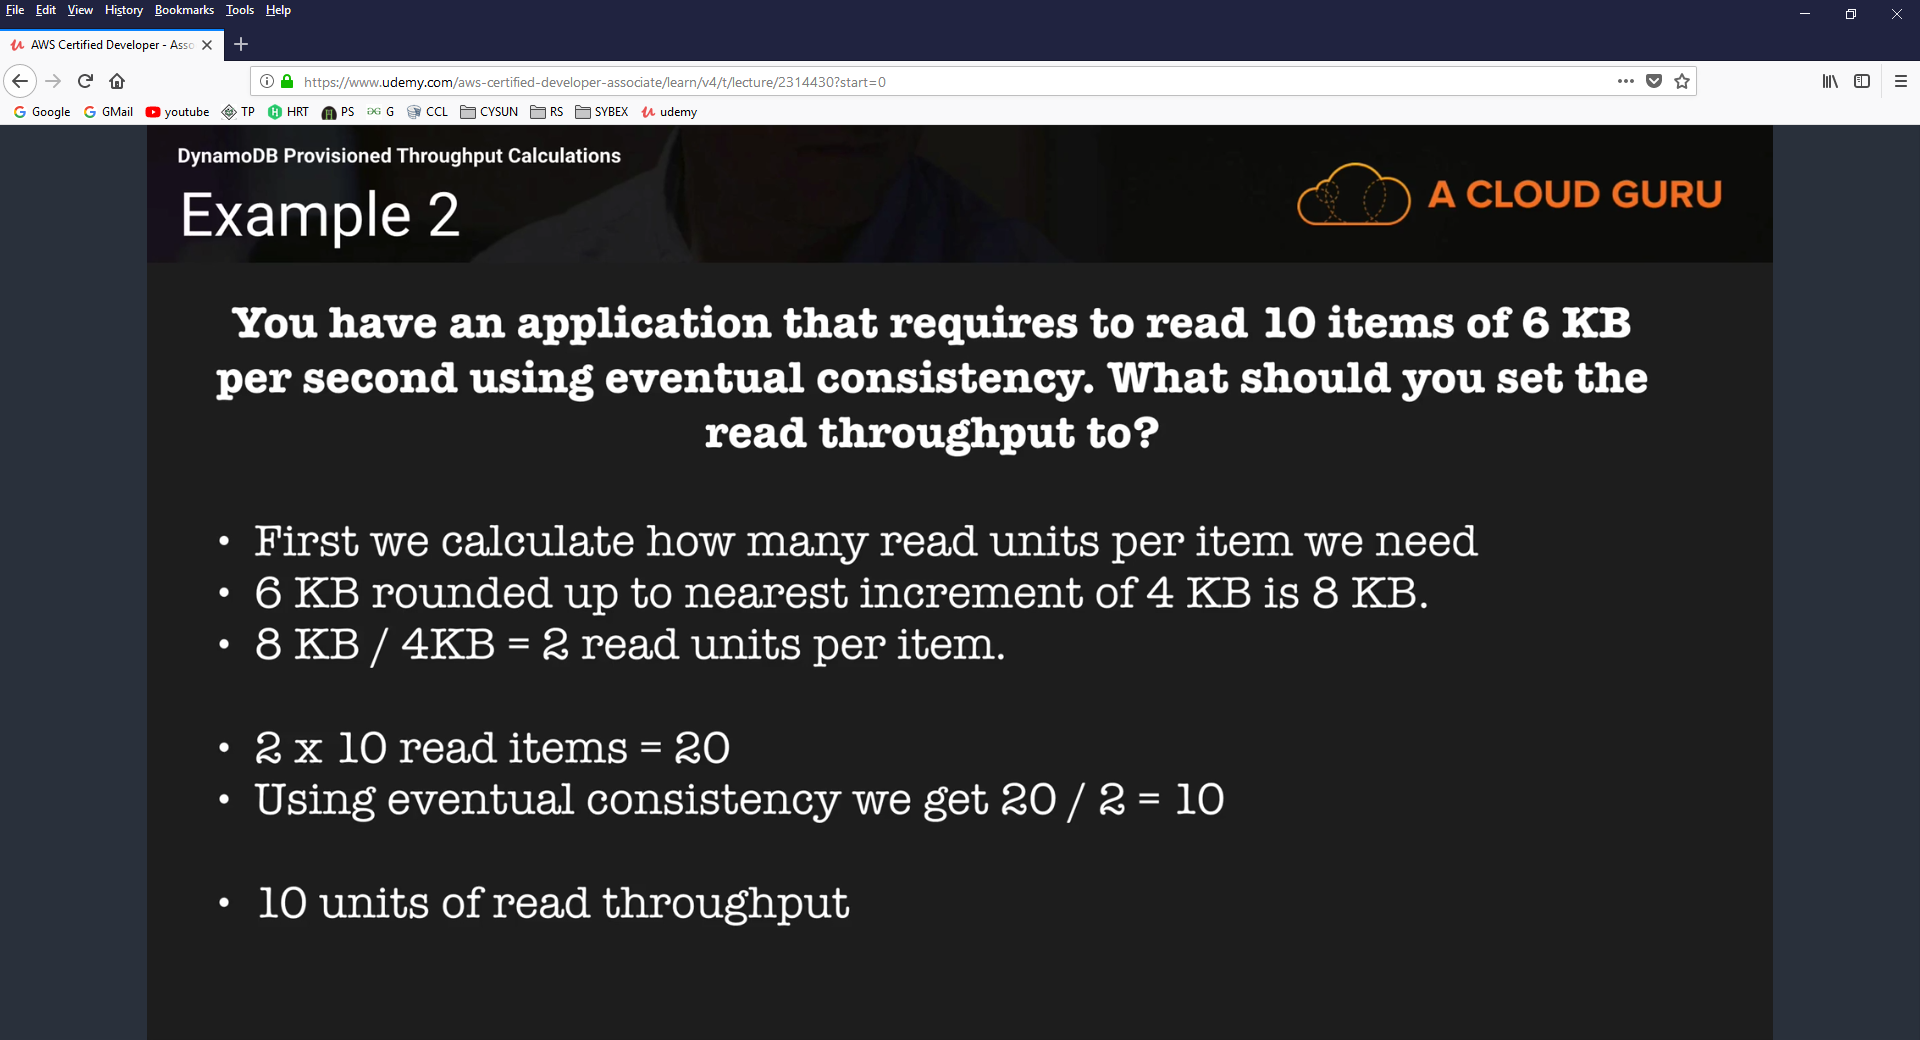 File Edit View History Bookmarks Tools Help
AWS Certified Developer - Asso
https://www.udemy.com/aws-certified-developer-associate/learn/v4/t/lecture/2314430?start=0
Google GMail youtube TP HRT PS G CCL CYSUN RS SYBEX udemy
DynamoDB Provisioned Throughput Calculations
Example 2
A CLOUD GURU
You have an application that requires to read 10 items of 6 KB
per second using eventual consistency. What should you set the
read throughput to?
• First we calculate how many read units per item we need
• 6 KB rounded up to nearest increment of 4 KB is 8 KB.
• 8 KB / 4KB = 2 read units per item.
• 2 x 10 read items = 20
• Using eventual consistency we get 20 / 2 = 10
• 10 units of read throughput